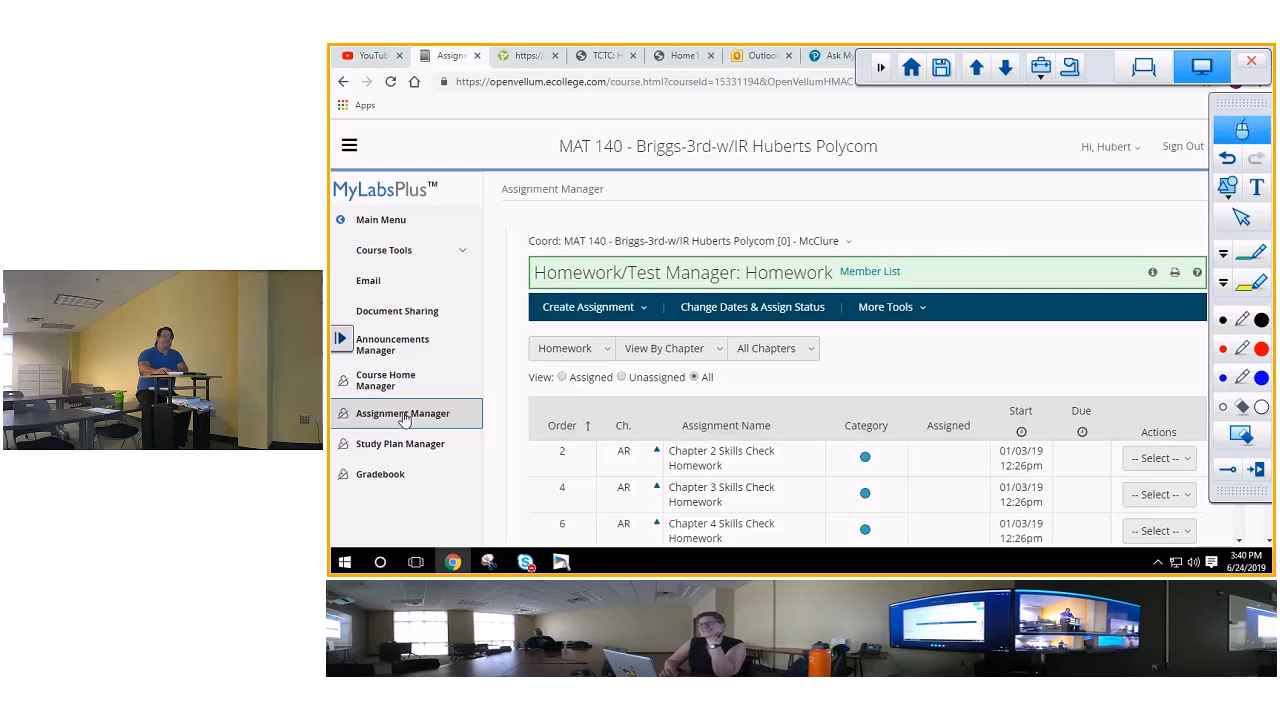 YouTub
Assign
https:/
TCTC: H
Home1
Outloo
Ask My
https://openvellum.ecollege.com/course.html?courseId=15331194&OpenVellumHMAC
Apps
MAT 140 - Briggs-3rd-w/IR Huberts Polycom
Hi, Hubert
Sign Out
MyLabsPlus™
Main Menu
Course Tools
Email
Document Sharing
Announcements
Manager
Course Home
Manager
Assignment Manager
Study Plan Manager
Gradebook
Assignment Manager
Coord: MAT 140 - Briggs-3rd-w/IR Huberts Polycom [0] - McClure
Homework/Test Manager: Homework Member List
Create Assignment | Change Dates & Assign Status | More Tools
Homework View By Chapter All Chapters
View: Assigned Unassigned All
Order Ch. Assignment Name Category Assigned Start Due Actions
2 AR Chapter 2 Skills Check 01/03/19 -- Select --
Homework 12:26pm
4 AR Chapter 3 Skills Check 01/03/19 -- Select --
Homework 12:26pm
6 AR Chapter 4 Skills Check 01/03/19 -- Select --
Homework 12:26pm
T
3:40 PM
6/24/2019